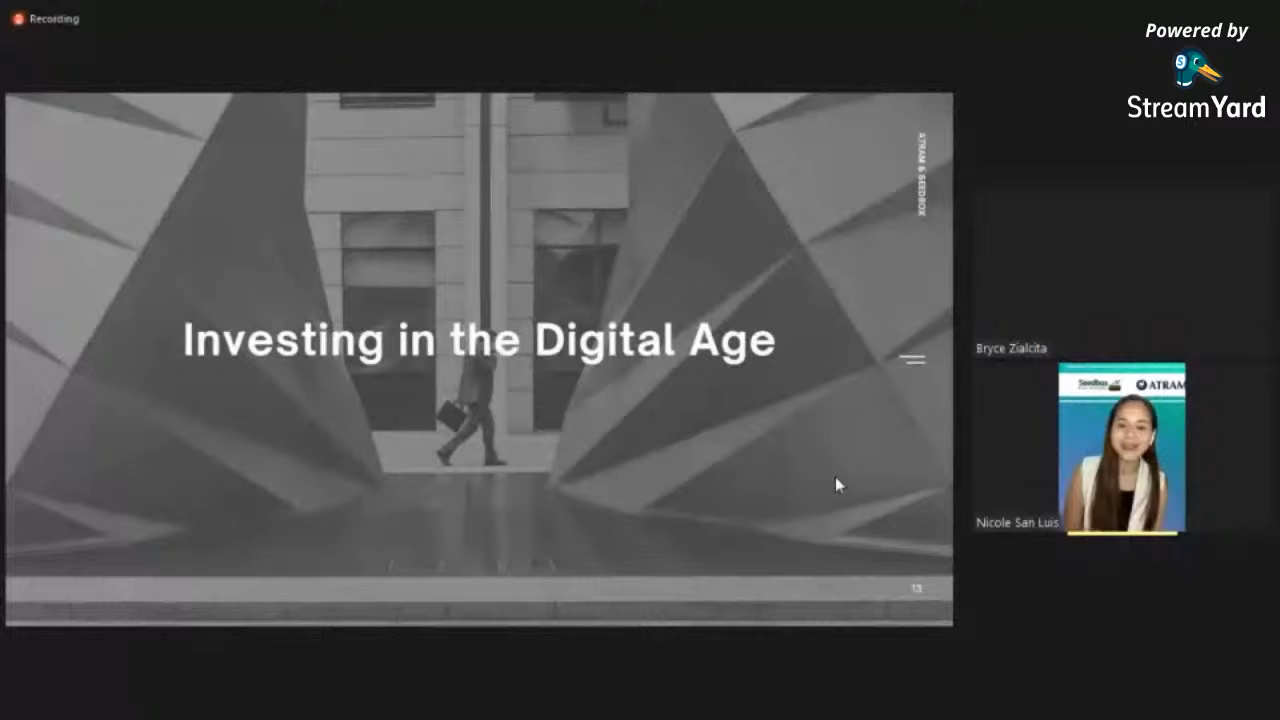 Recording
Powered by
StreamYard
ATRAM & SEEDBOX
Investing in the Digital Age
13
Bryce Zialcita
Seedbox
ATRAM
Nicole San Luis